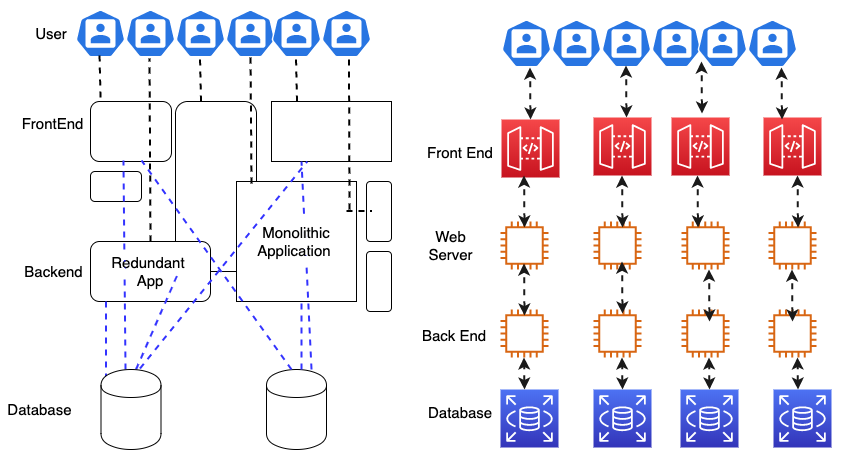 User
FrontEnd
Monolithic
Application
Redundant
App
Backend
Database
Front End
</>
</>
</>
</>
Web
Server
Back End
Database